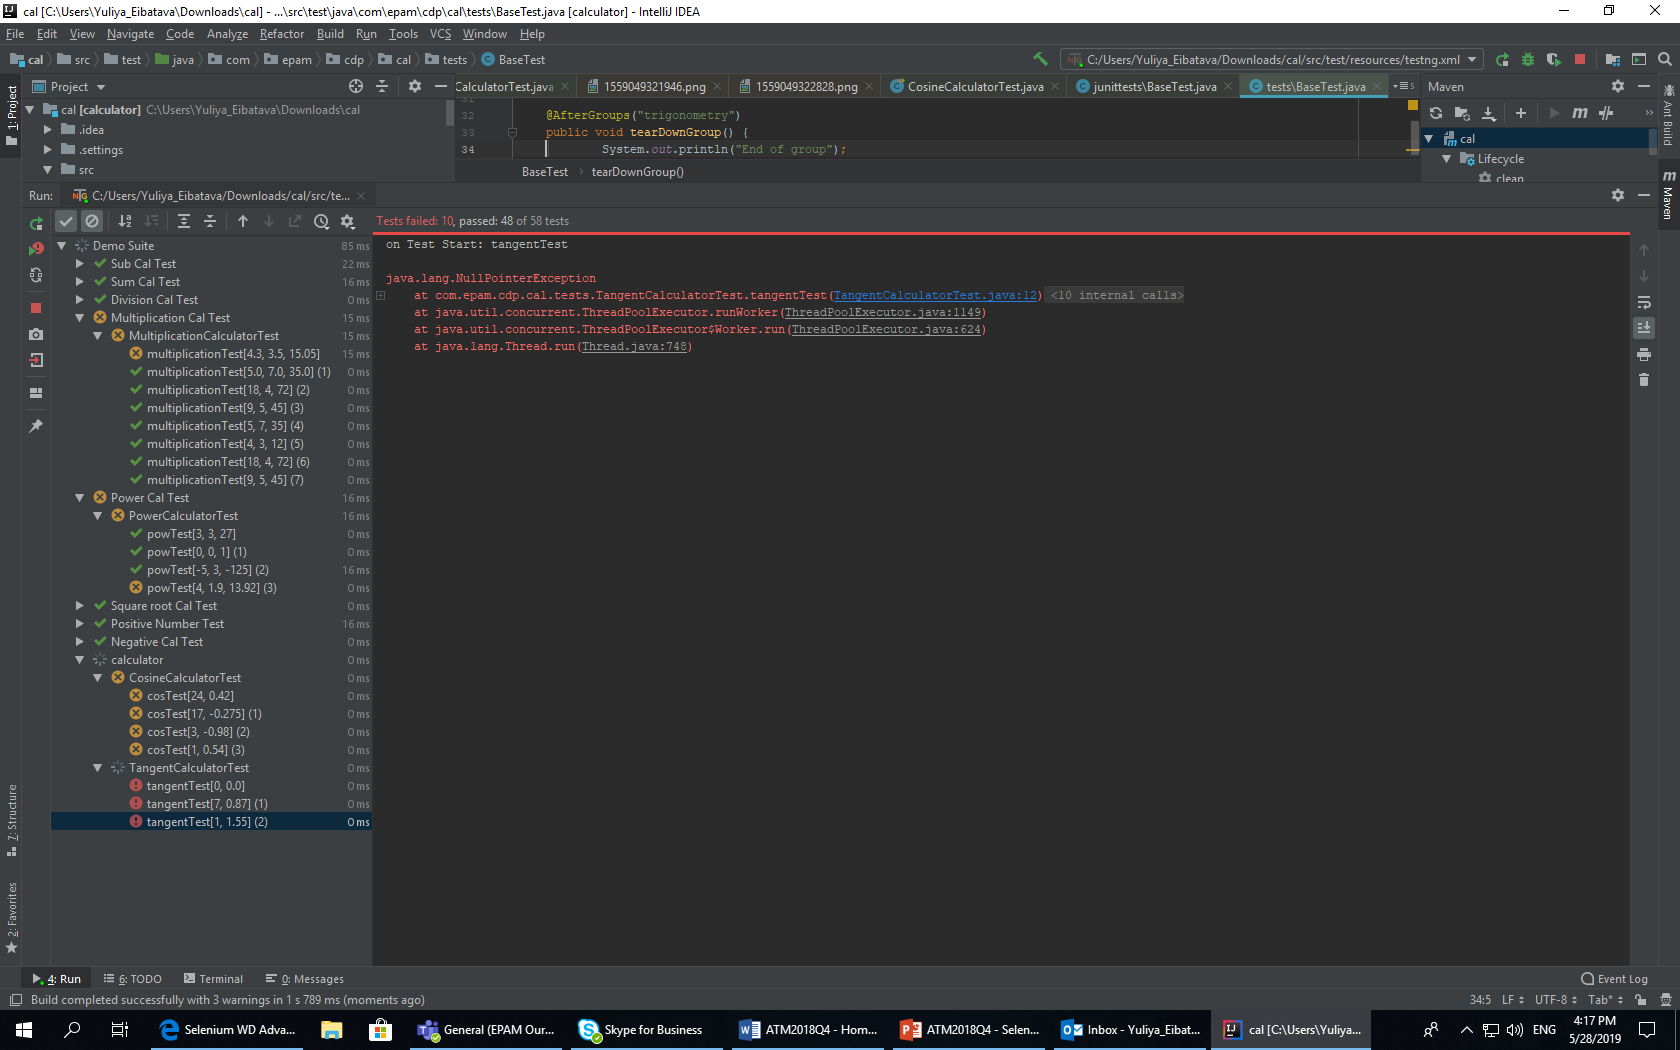 cal [C:\Users\Yuliya_Eibatava\Downloads\cal] - ...\src\test\java\com\epam\cdp\cal\tests\BaseTest.java [calculator] - IntelliJ IDEA
File Edit View Navigate Code Analyze Refactor Build Run Tools VCS Window Help
cal src test java com epam cdp cal tests BaseTest
C:/Users/Yuliya_Eibatava/Downloads/cal/src/test/resources/testng.xml
1: Project
Project
CalculatorTest.java 1559049321946.png 1559049322828.png CosineCalculatorTest.java junittests\BaseTest.java tests\BaseTest.java
Maven
Ant Build
cal [calculator] C:\Users\Yuliya_Eibatava\Downloads\cal
.idea
.settings
src
32 @AfterGroups("trigonometry")
33 public void tearDownGroup() {
34 System.out.println("End of group");
BaseTest tearDownGroup()
cal
Lifecycle
clean
Maven
Run: C:/Users/Yuliya_Eibatava/Downloads/cal/src/te...
Tests failed: 10, passed: 48 of 58 tests
Demo Suite 85 ms
Sub Cal Test 22 ms
Sum Cal Test 16 ms
Division Cal Test 0 ms
Multiplication Cal Test 15 ms
MultiplicationCalculatorTest 15 ms
multiplicationTest[4.3, 3.5, 15.05] 15 ms
multiplicationTest[5.0, 7.0, 35.0] (1) 0 ms
multiplicationTest[18, 4, 72] (2) 0 ms
multiplicationTest[9, 5, 45] (3) 0 ms
multiplicationTest[5, 7, 35] (4) 0 ms
multiplicationTest[4, 3, 12] (5) 0 ms
multiplicationTest[18, 4, 72] (6) 0 ms
multiplicationTest[9, 5, 45] (7) 0 ms
Power Cal Test 16 ms
PowerCalculatorTest 16 ms
powTest[3, 3, 27] 0 ms
powTest[0, 0, 1] (1) 0 ms
powTest[-5, 3, -125] (2) 16 ms
powTest[4, 1.9, 13.92] (3) 0 ms
Square root Cal Test 0 ms
Positive Number Test 16 ms
Negative Cal Test 0 ms
calculator 0 ms
CosineCalculatorTest 0 ms
cosTest[24, 0.42] 0 ms
cosTest[17, -0.275] (1) 0 ms
cosTest[3, -0.98] (2) 0 ms
cosTest[1, 0.54] (3) 0 ms
TangentCalculatorTest 0 ms
tangentTest[0, 0.0] 0 ms
tangentTest[7, 0.87] (1) 0 ms
tangentTest[1, 1.55] (2) 0 ms
on Test Start: tangentTest
java.lang.NullPointerException
at com.epam.cdp.cal.tests.TangentCalculatorTest.tangentTest(TangentCalculatorTest.java:12) <10 internal calls>
at java.util.concurrent.ThreadPoolExecutor.runWorker(ThreadPoolExecutor.java:1149)
at java.util.concurrent.ThreadPoolExecutor$Worker.run(ThreadPoolExecutor.java:624)
at java.lang.Thread.run(Thread.java:748)
7: Structure
2: Favorites
4: Run 6: TODO Terminal 0: Messages Event Log
Build completed successfully with 3 warnings in 1 s 789 ms (moments ago) 34:5 LF UTF-8 Tab*
Selenium WD Adva... General (EPAM Our... Skype for Business ATM2018Q4 - Hom... ATM2018Q4 - Selen... Inbox - Yuliya_Eibat... cal [C:\Users\Yuliya... ENG
4:17 PM
5/28/2019